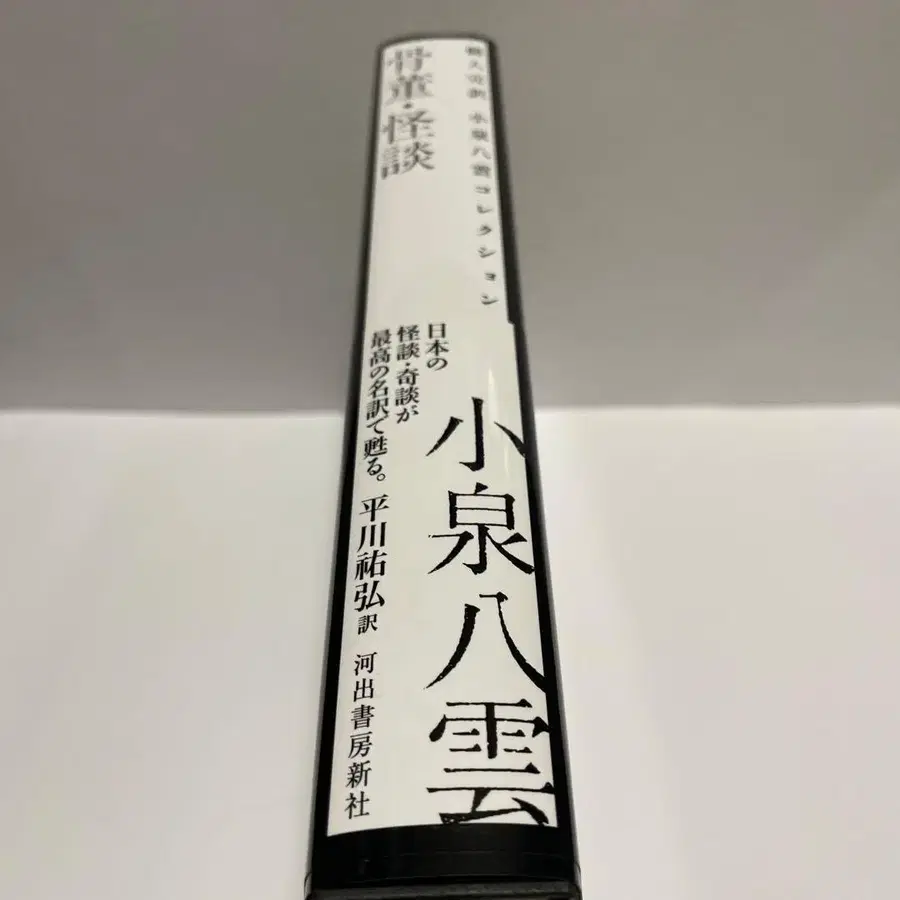 個人完訳 小泉八雲コレクション
骨董・怪談
小泉八雲
日本の
怪談・奇談が
最高の名訳で甦る。
平川祐弘 訳
河出書房新社